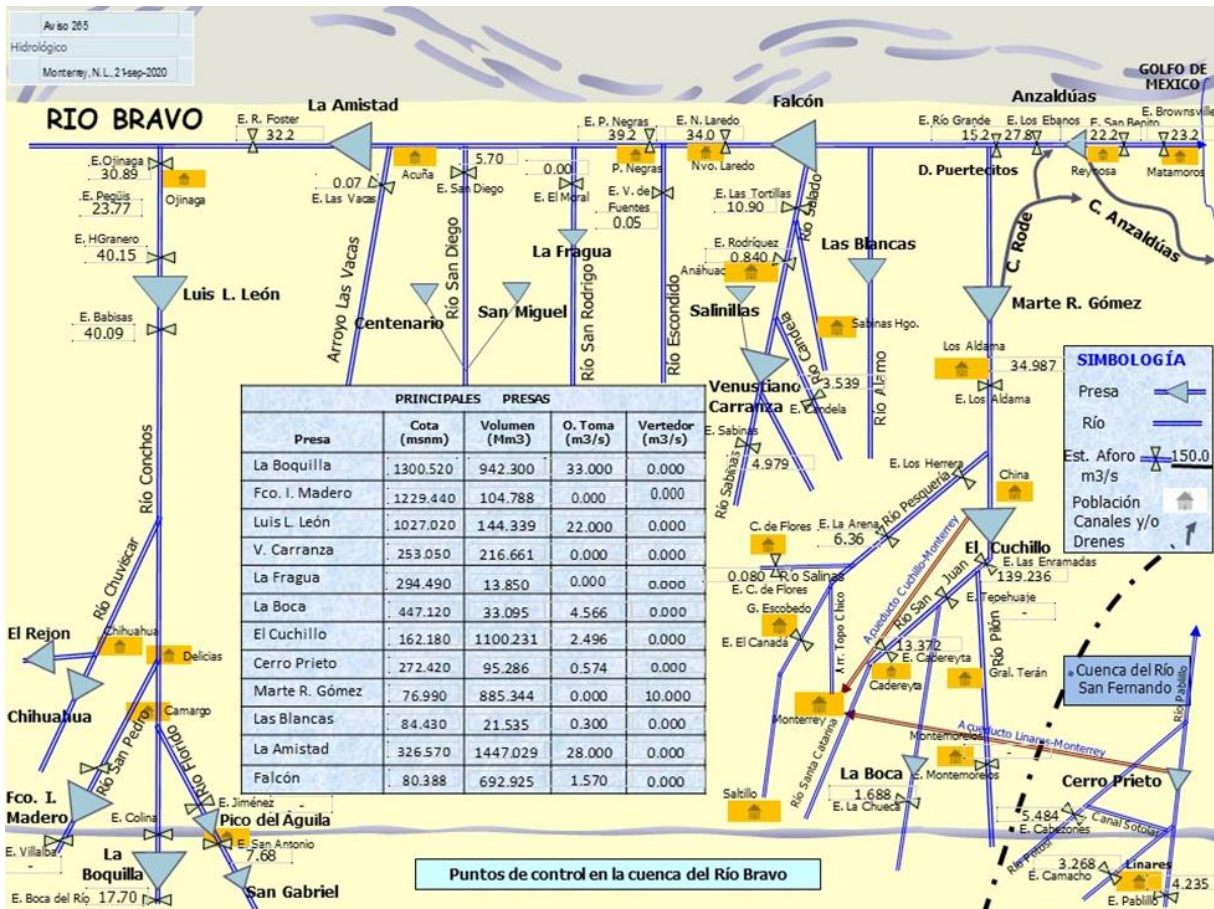 Aviso 265
Hidrológico
Monterrey, N.L., 21-sep-2020
GOLFO DE
MEXICO
RIO BRAVO
E. R. Foster
32.2
La Amistad
E. P. Negras
39.2
E. N. Laredo
34.0
Falcón
E. Río Grande
15.2
E. Los Ebanos
27.8
Anzaldúas
E. San Benito
22.2
E. Brownsville
23.2
E.Ojinaga
30.89
Ojinaga
E. Pegüis
23.77
E. HGranero
40.15
Luis L. León
E. Babisas
40.09
Río Conchos
0.07
E. Las Vacas
Acuña
Arroyo Las Vacas
5.70
E. San Diego
Río San Diego
Centenario
San Miguel
0.00
E. El Moral
La Fragua
Río San Rodrigo
P. Negras
E. V. de
Fuentes
0.05
Río Escondido
Nvo. Laredo
E. Las Tortillas
10.90
Río Salado
E. Rodríquez
0.840
Anáhuac
Las Blancas
Salinillas
Sabinas Hgo.
Río Candela
Venustiano
Carranza
3.539
E. Candela
Río Alamo
E. Sabinas
4.979
Río Sabinas
D. Puertecitos
Reynosa
Matamoros
C. Rode
C. Anzaldúas
Marte R. Gómez
Los Aldama
34.987
E. Los Aldama
SIMBOLOGÍA
Presa
Río
Est. Aforo
150.0
m3/s
Población
Canales y/o
Drenes
PRINCIPALES PRESAS
Presa Cota (msnm) Volumen (Mm3) O. Toma (m3/s) Vertedor (m3/s)
La Boquilla 1300.520 942.300 33.000 0.000
Fco. I. Madero 1229.440 104.788 0.000 0.000
Luis L. León 1027.020 144.339 22.000 0.000
V. Carranza 253.050 216.661 0.000 0.000
La Fragua 294.490 13.850 0.000 0.000
La Boca 447.120 33.095 4.566 0.000
El Cuchillo 162.180 1100.231 2.496 0.000
Cerro Prieto 272.420 95.286 0.574 0.000
Marte R. Gómez 76.990 885.344 0.000 10.000
Las Blancas 84.430 21.535 0.300 0.000
La Amistad 326.570 1447.029 28.000 0.000
Falcón 80.388 692.925 1.570 0.000
E. Los Herrera
Río Pesquería
China
C. de Flores
E. La Arena
6.36
El Cuchillo
E. Las Enramadas
139.236
0.080
Río Salinas
E. C. de Flores
Acueducto Cuchillo-Monterrey
Río San Juan
E. Tepehuaje
-
G. Escobedo
E. El Canadá
Arr. Topo Chico
13.372
E. Cadereyta
Cadereyta
Río Pilón
Gral. Terán
Cuenca del Río
San Fernando
Río Pablillo
Monterrey
Acueducto Linares-Monterrey
Río Santa Catarina
Montemorelos
-
E. Montemorelos
La Boca
1.688
E. La Chueca
Saltillo
Cerro Prieto
5.484
E. Cabezones
Canal Sotolar
Río Potosí
3.268
E. Camacho
Linares
4.235
E. Pablillo
Río Chuviscar
El Rejon
Chihuahua
Delicias
Chihuahua
Camargo
Río San Pedro
Río Florido
Fco. I.
Madero
E. Jiménez
-
Pico del Águila
E. Colina
E. Villalba
-
E. San Antonio
7.68
La
Boquilla
E. Boca del Río
17.70
San Gabriel
Puntos de control en la cuenca del Río Bravo